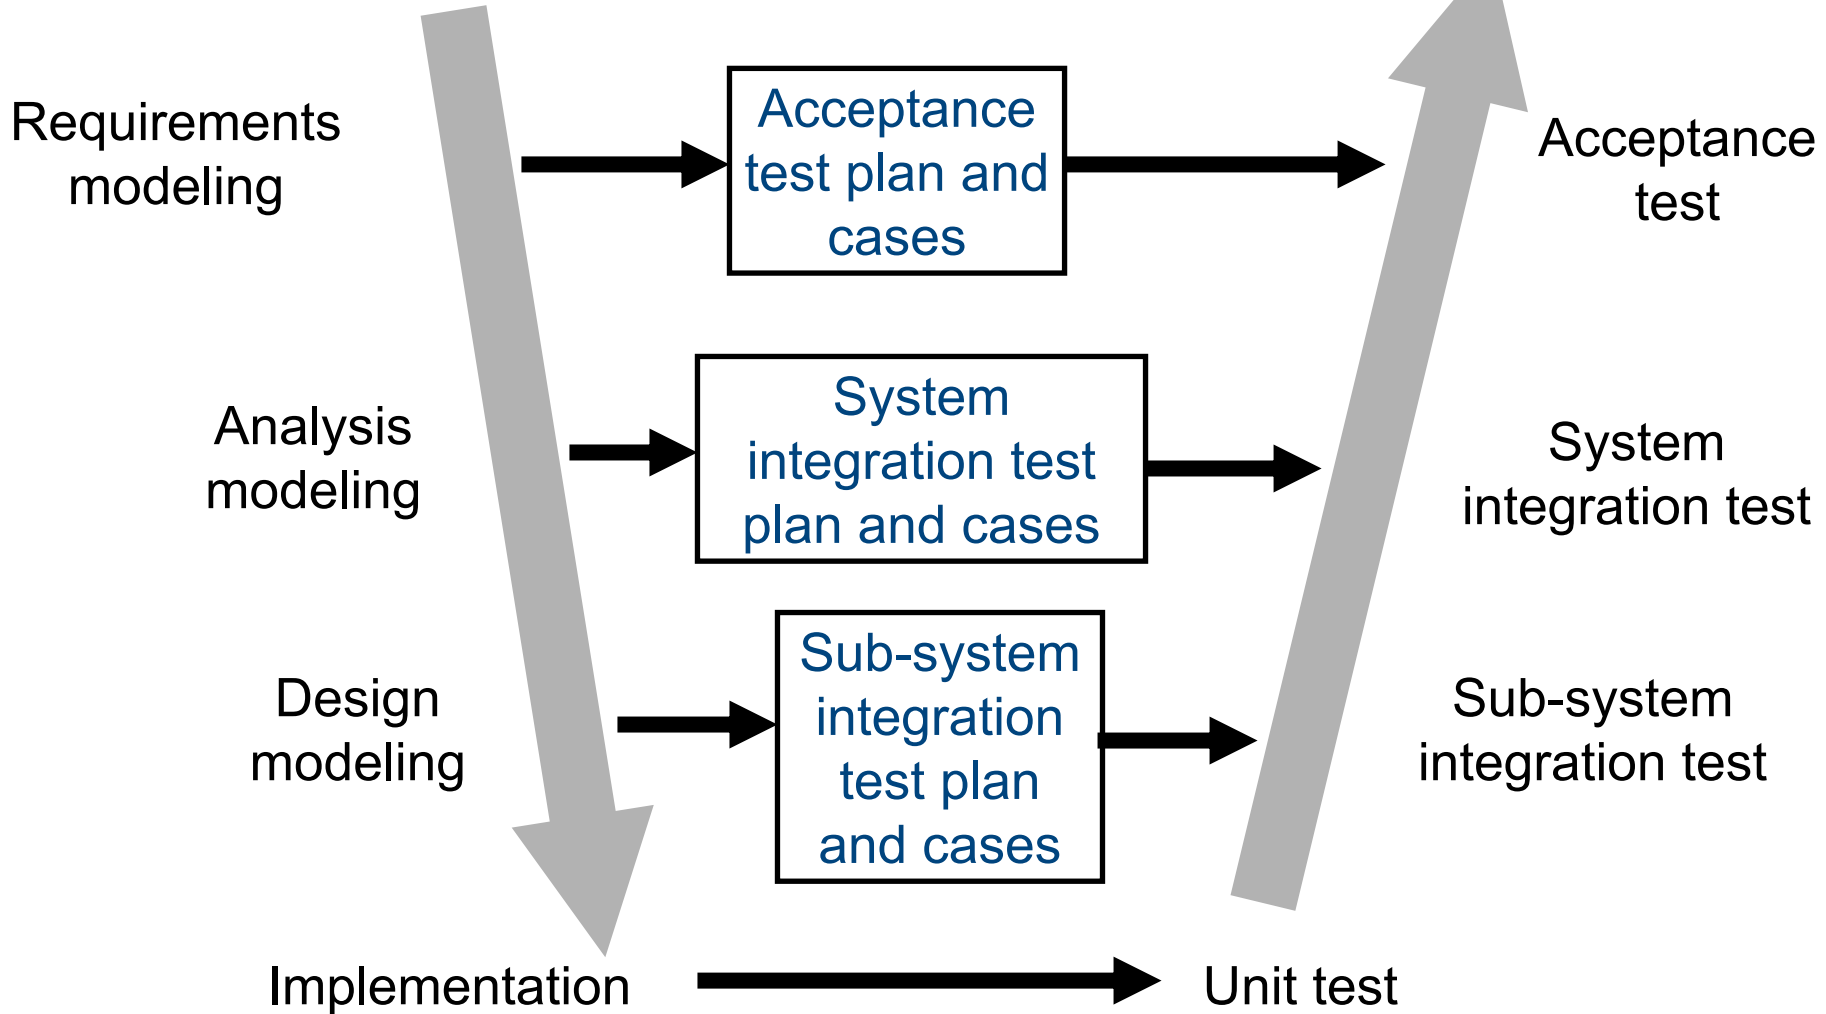 Requirements
modeling
Acceptance
test plan and
cases
Acceptance
test
Analysis
modeling
System
integration test
plan and cases
System
integration test
Design
modeling
Sub-system
integration
test plan
and cases
Sub-system
integration test
Implementation
Unit test